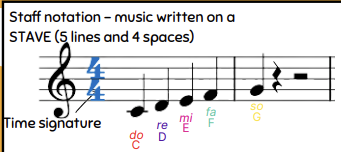 Staff notation – music written on a
STAVE (5 lines and 4 spaces)
4
4
Time signature
do re mi fa so
C D E F G